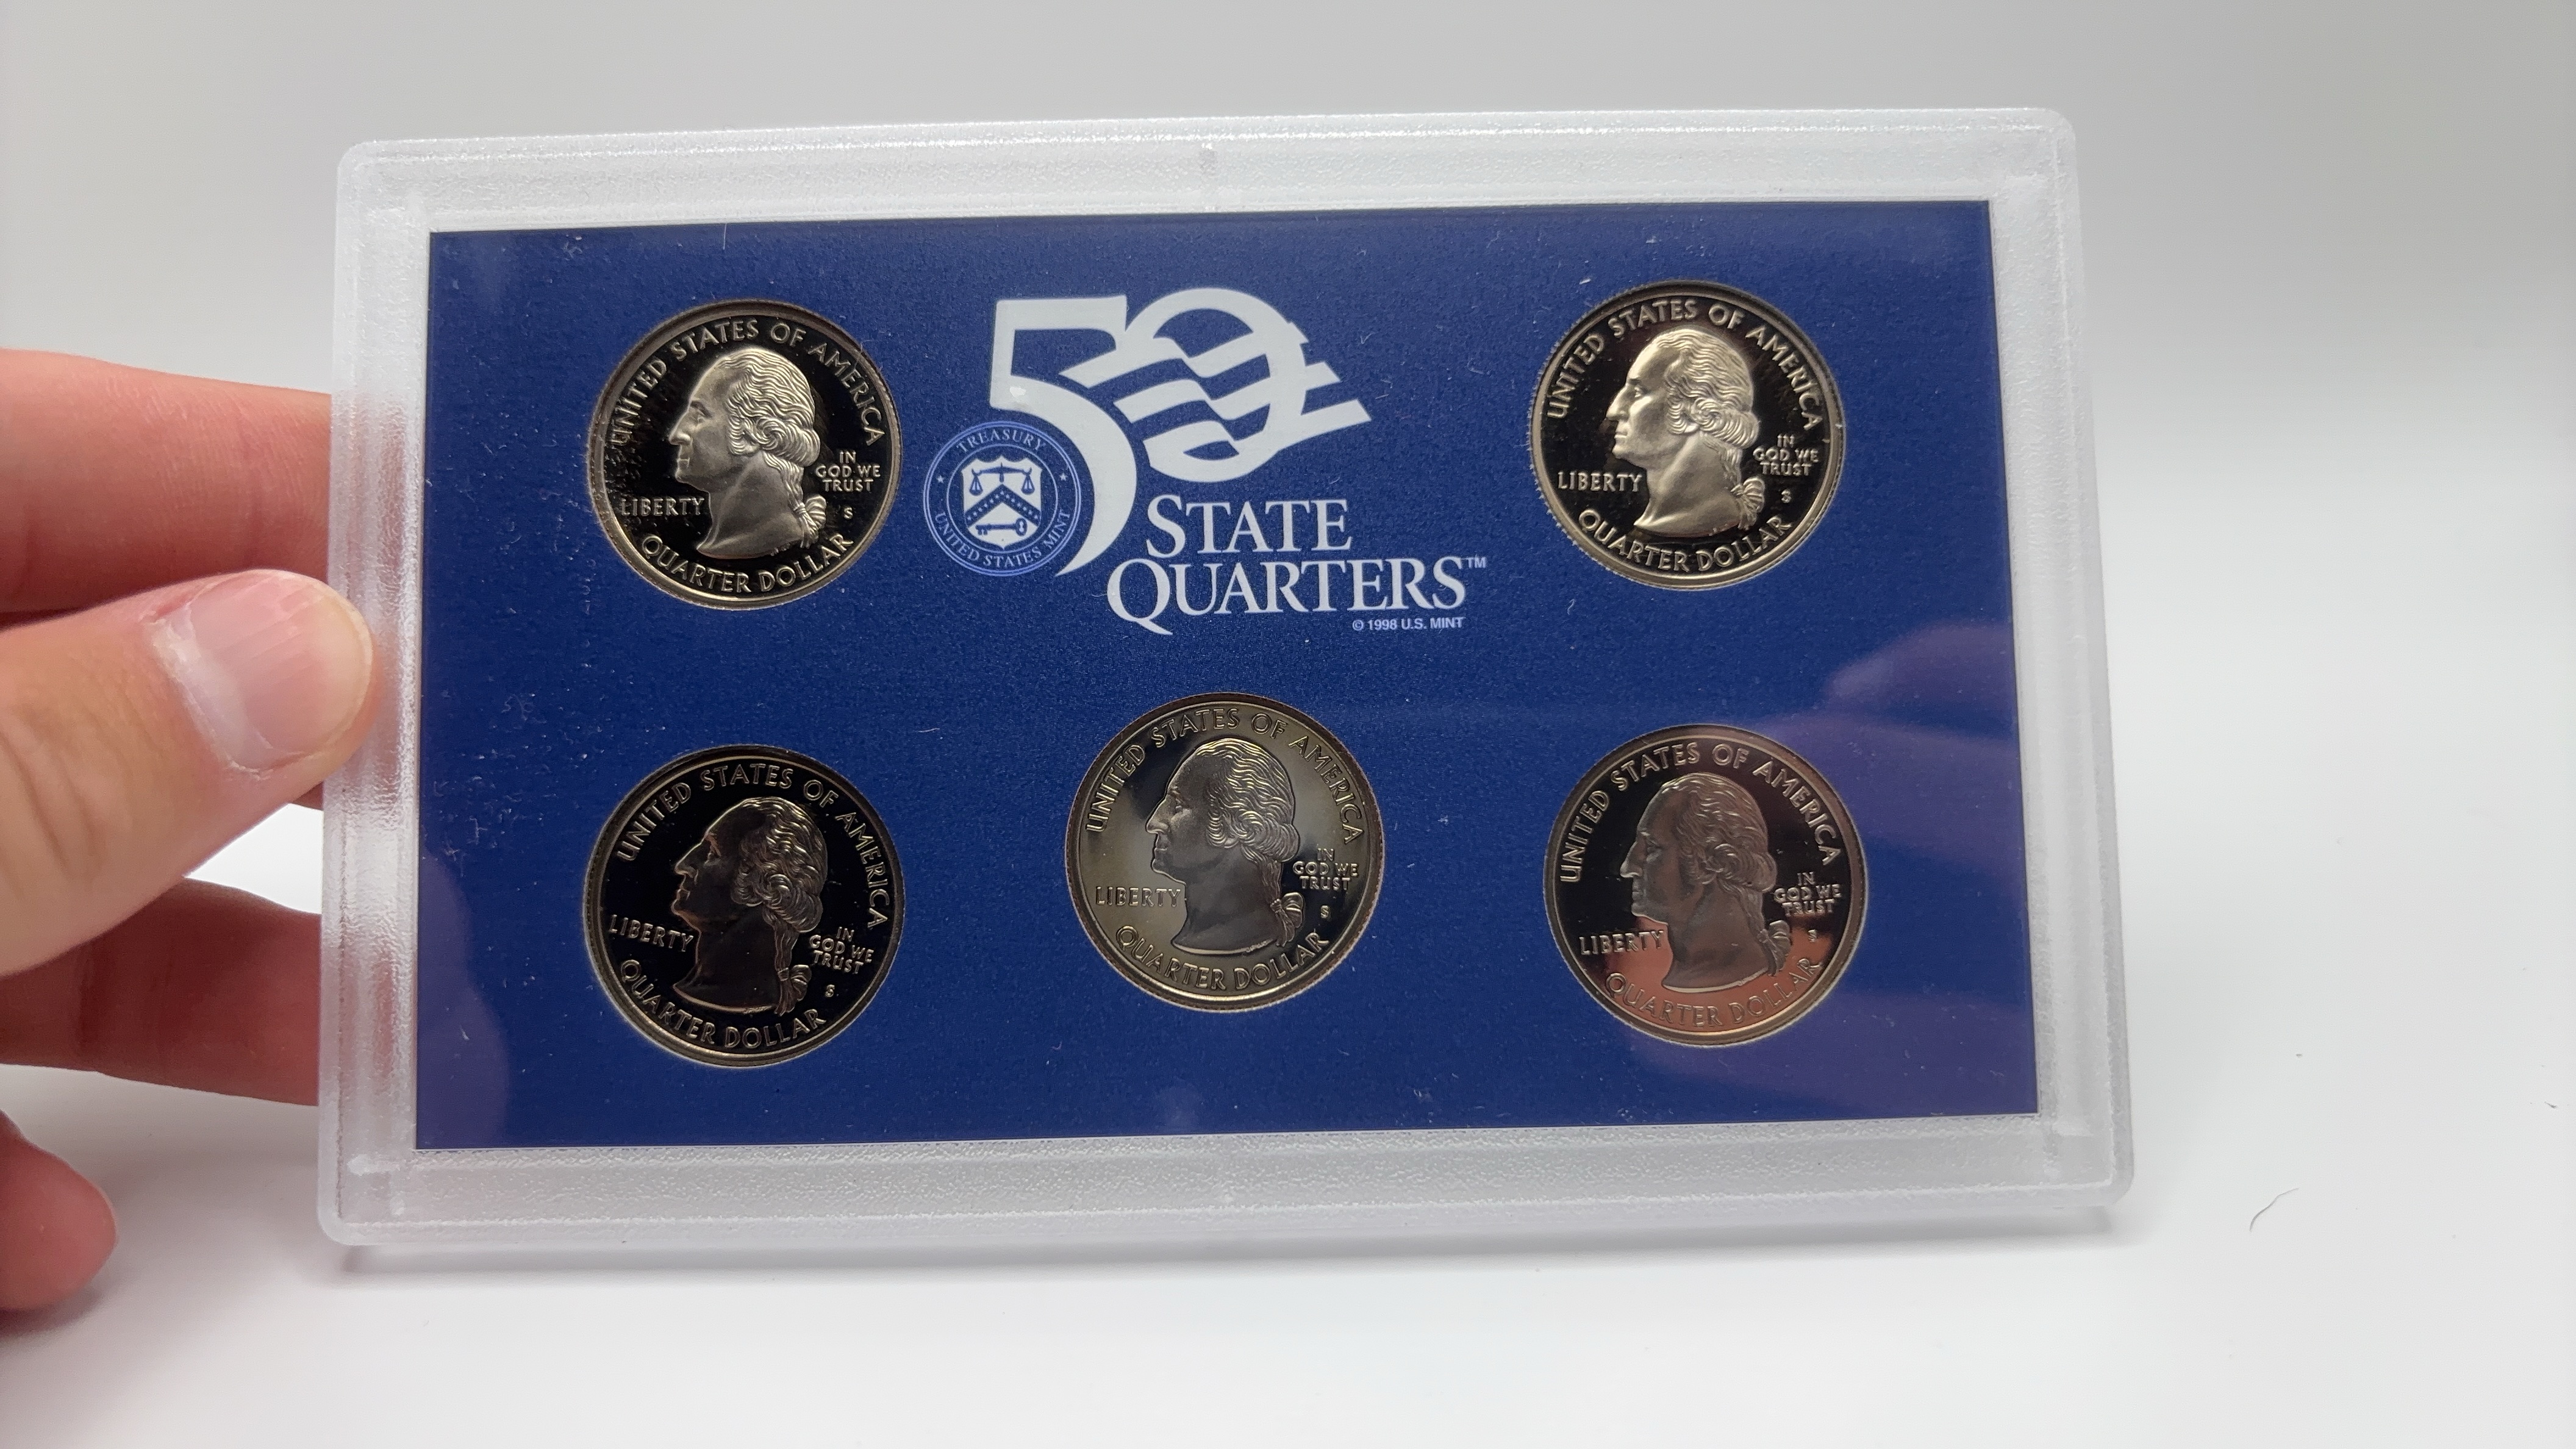 UNITED STATES OF AMERICA
IN
GOD WE
TRUST
LIBERTY
S
QUARTER DOLLAR
50
TREASURY
UNITED STATES MINT
STATE
QUARTERS™
© 1998 U.S. MINT
UNITED STATES OF AMERICA
IN
GOD WE
TRUST
LIBERTY
S
QUARTER DOLLAR
UNITED STATES OF AMERICA
LIBERTY
IN
GOD WE
TRUST
S
QUARTER DOLLAR
UNITED STATES OF AMERICA
IN
GOD WE
TRUST
LIBERTY
S
QUARTER DOLLAR
UNITED STATES OF AMERICA
IN
GOD WE
TRUST
LIBERTY
S
QUARTER DOLLAR